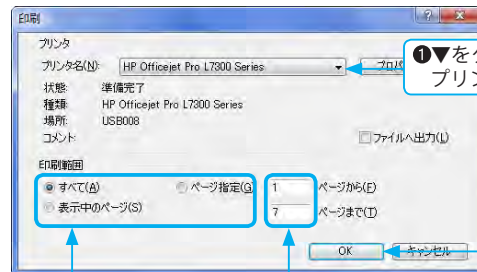 印刷
プリンタ
プリンタ名(N): HP Officejet Pro L7300 Series
❶▼をク
プリン
状態: 準備完了
種類: HP Officejet Pro L7300 Series
場所: USB008
コメント:
ファイルへ出力(L)
印刷範囲
すべて(A) ページ指定(G 1 ページから(F)
表示中のページ(S) 7 ページまで(T)
OK キャンセル